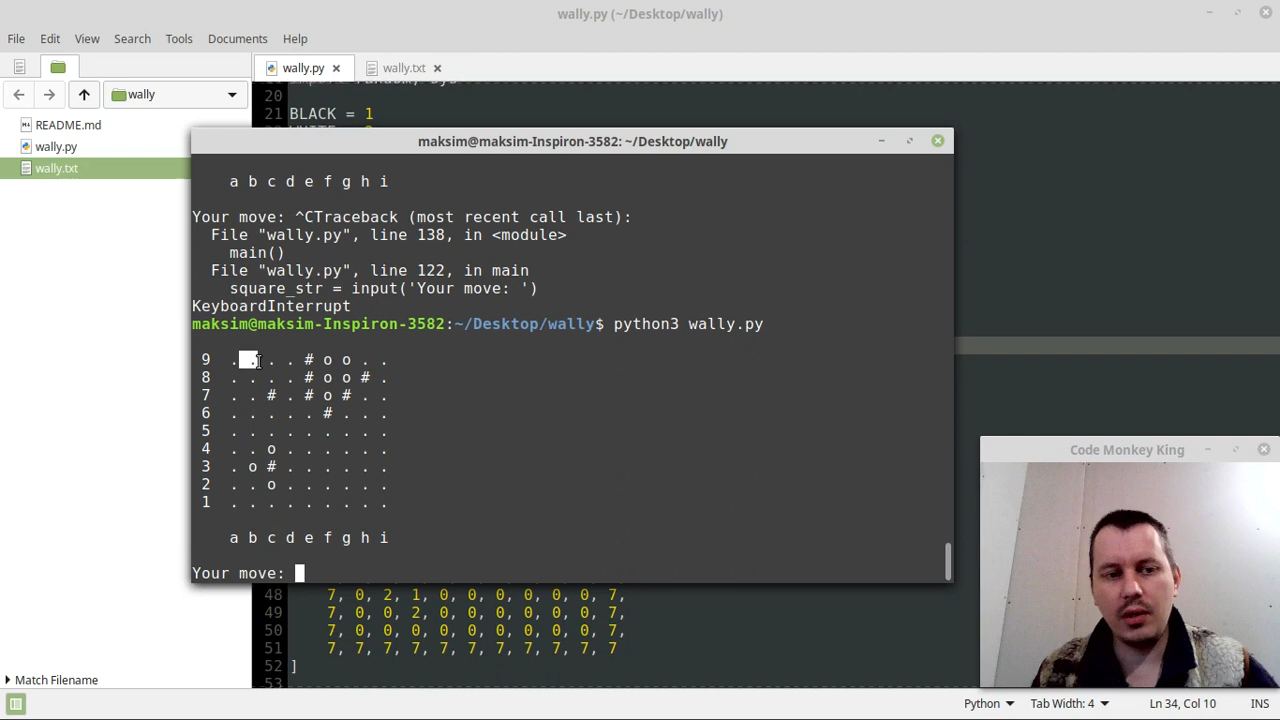 wally.py (~/Desktop/wally)
File Edit View Search Tools Documents Help
wally.py wally.txt
wally
README.md
wally.py
wally.txt
20
21 BLACK = 1
maksim@maksim-Inspiron-3582: ~/Desktop/wally
a b c d e f g h i
Your move: ^CTraceback (most recent call last):
File "wally.py", line 138, in <module>
main()
File "wally.py", line 122, in main
square_str = input('Your move: ')
KeyboardInterrupt
maksim@maksim-Inspiron-3582:~/Desktop/wally$ python3 wally.py
9 . . . . # o o . .
8 . . . . # o o # .
7 . . # . # o # . .
6 . . . . . # . . .
5 . . . . . . . . .
4 . . o . . . . . .
3 . o # . . . . . .
2 . . o . . . . . .
1 . . . . . . . . .
a b c d e f g h i
Your move:
Code Monkey King
48 7, 0, 2, 1, 0, 0, 0, 0, 0, 0, 7,
49 7, 0, 0, 2, 0, 0, 0, 0, 0, 0, 7,
50 7, 0, 0, 0, 0, 0, 0, 0, 0, 0, 7,
51 7, 7, 7, 7, 7, 7, 7, 7, 7, 7, 7
52 ]
53
Match Filename
Python Tab Width: 4 Ln 34, Col 10 INS